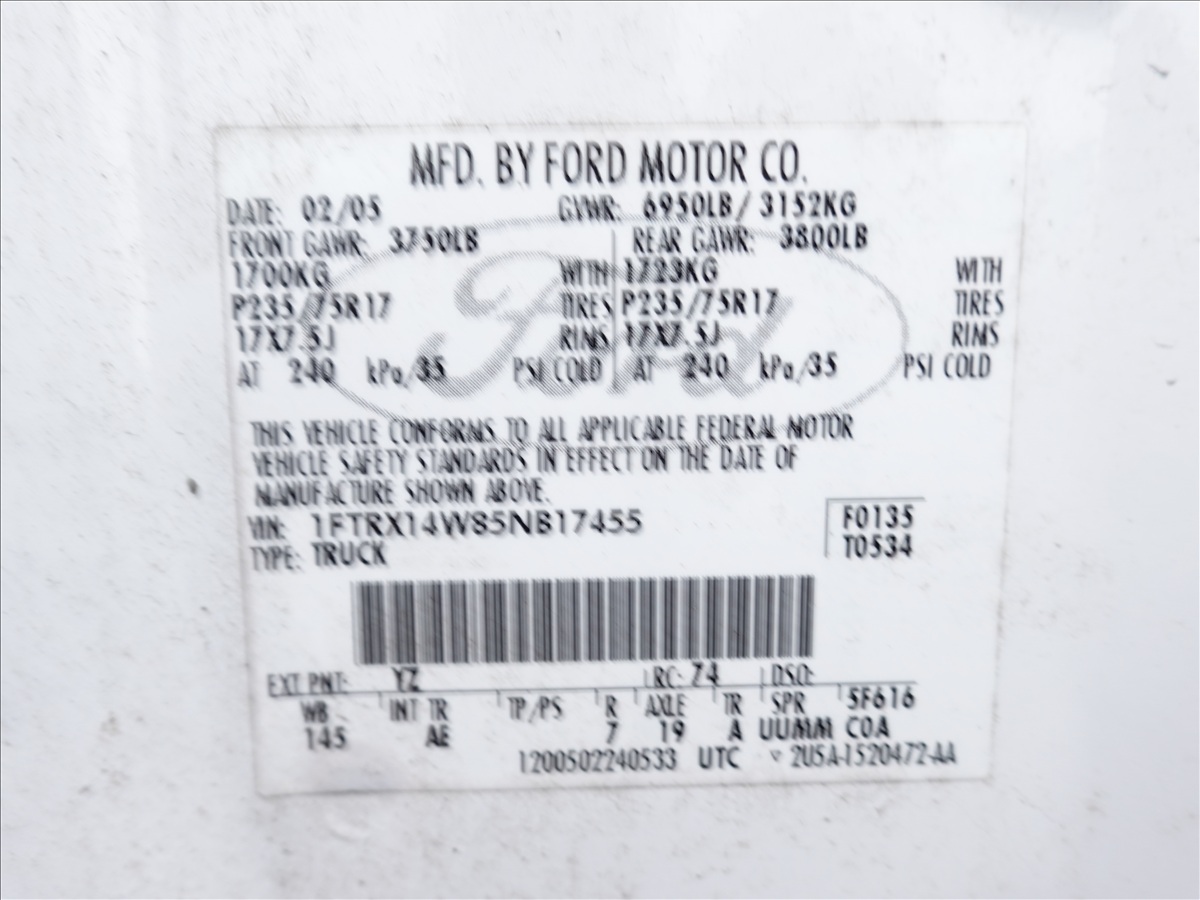 MFD. BY FORD MOTOR CO.
DATE: 02/05 GVWR: 6950LB / 3152KG
FRONT GAWR: 3750LB REAR GAWR: 3800LB
1700KG WITH 1723KG WITH
P235/75R17 TIRES P235/75R17 TIRES
17X7.5J RIMS 17X7.5J RIMS
AT 240 kPa/35 PSI COLD AT 240 kPa/35 PSI COLD
Ford
THIS VEHICLE CONFORMS TO ALL APPLICABLE FEDERAL MOTOR
VEHICLE SAFETY STANDARDS IN EFFECT ON THE DATE OF
MANUFACTURE SHOWN ABOVE.
VIN: 1FTRX14W85NB17455 F0135
TYPE: TRUCK T0534
EXT PNT: YZ RC: 74 DSO:
WB INT TR TP/PS R AXLE TR SPR 5F616
145 AE 7 19 A UUMM COA
1200502240533 UTC 2U5A-1520472-AA